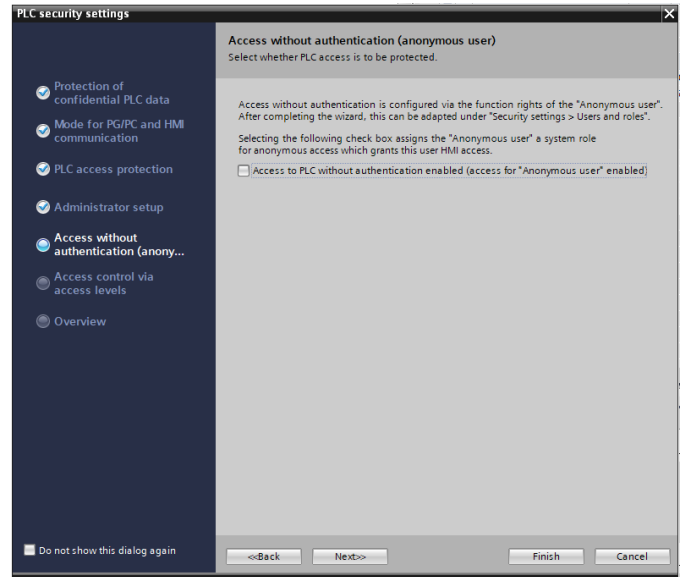 PLC security settings
Access without authentication (anonymous user)
Select whether PLC access is to be protected.
Protection of
confidential PLC data
Mode for PG/PC and HMI
communication
PLC access protection
Administrator setup
Access without
authentication (anony...
Access control via
access levels
Overview
Access without authentication is configured via the function rights of the "Anonymous user".
After completing the wizard, this can be adapted under "Security settings > Users and roles".
Selecting the following check box assigns the "Anonymous user" a system role
for anonymous access which grants this user HMI access.
Access to PLC without authentication enabled (access for "Anonymous user" enabled)
Do not show this dialog again
<<Back
Next>>
Finish
Cancel